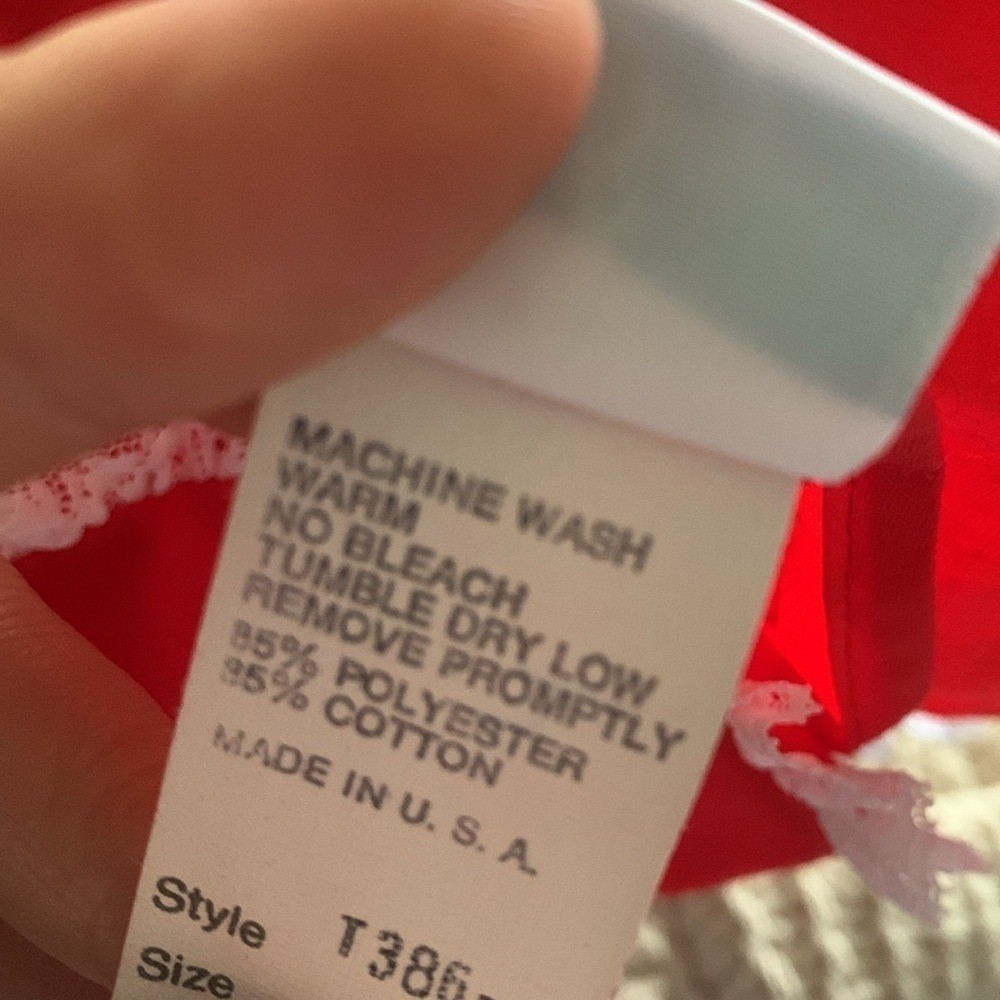 MACHINE WASH
WARM
NO BLEACH
TUMBLE DRY LOW
REMOVE PROMPTLY
POLYESTER
COTTON
MADE IN U. S. A.
Style T386
Size